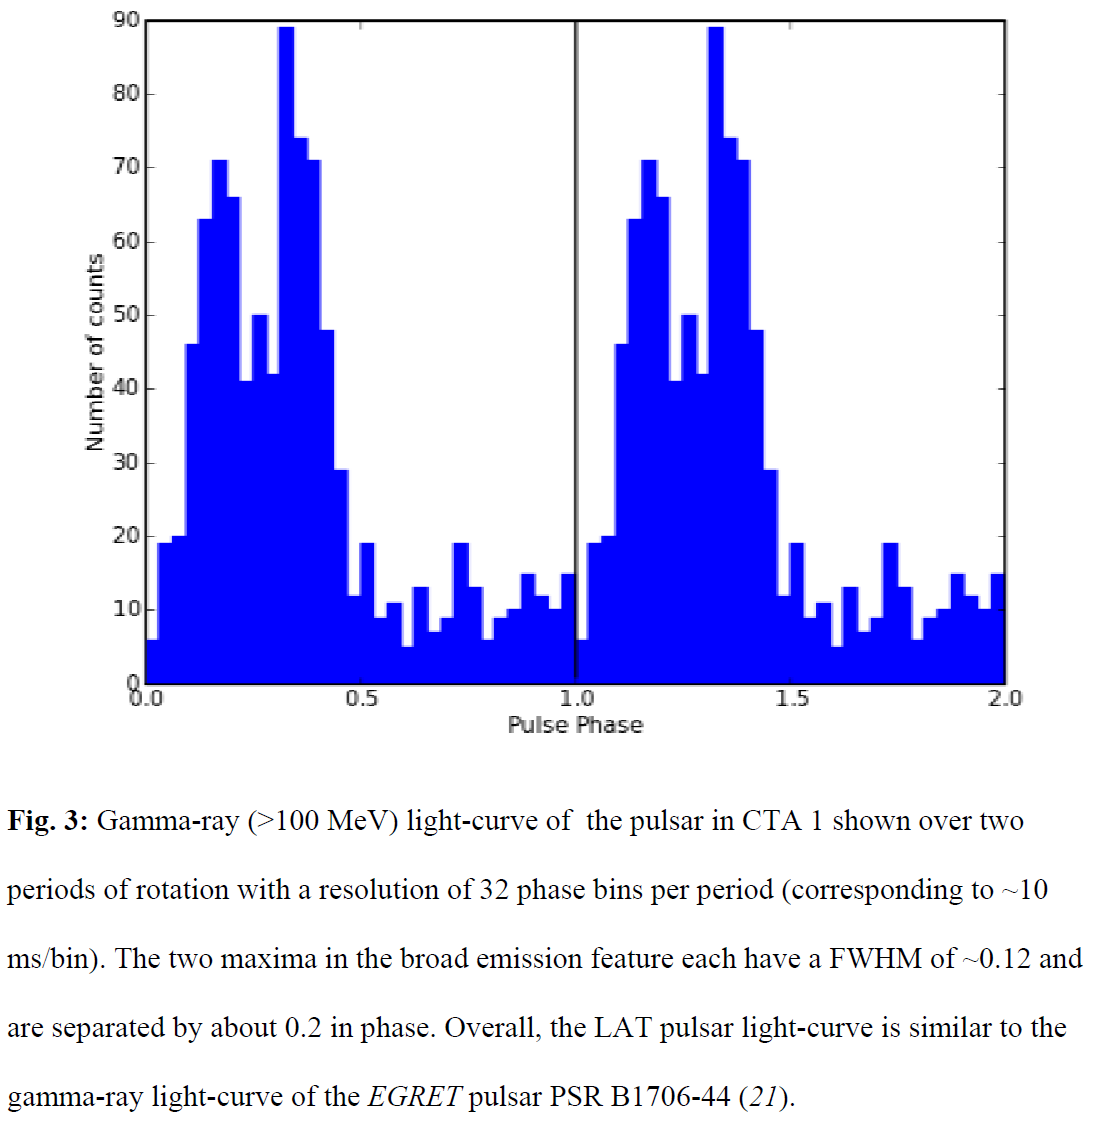 90
80
70
60
50
40
30
20
10
0
Number of counts
0.0 0.5 1.0 1.5 2.0
Pulse Phase
Fig. 3: Gamma-ray (>100 MeV) light-curve of the pulsar in CTA 1 shown over two
periods of rotation with a resolution of 32 phase bins per period (corresponding to ~10
ms/bin). The two maxima in the broad emission feature each have a FWHM of ~0.12 and
are separated by about 0.2 in phase. Overall, the LAT pulsar light-curve is similar to the
gamma-ray light-curve of the EGRET pulsar PSR B1706-44 (21).